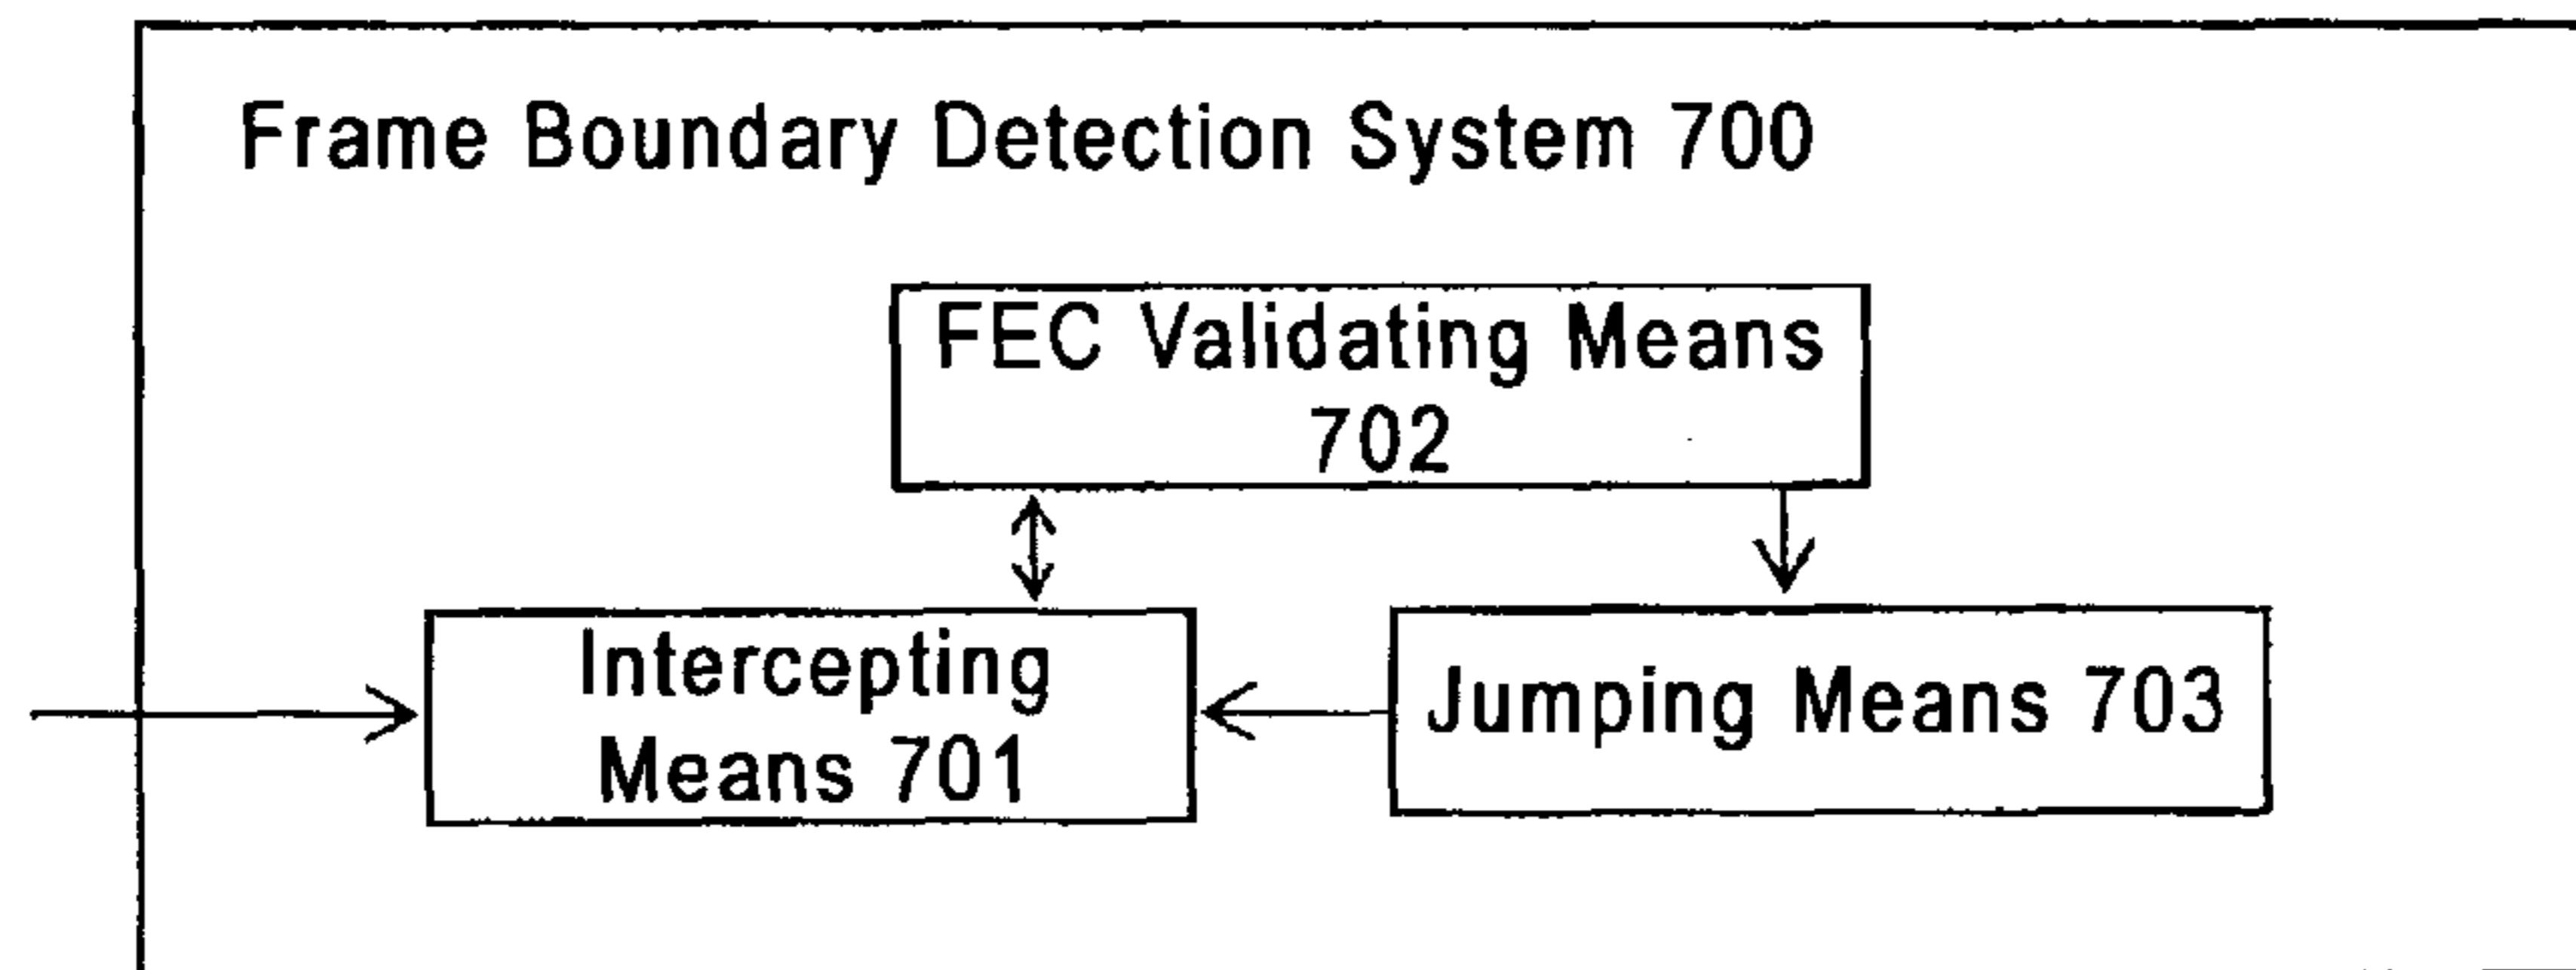 Frame Boundary Detection System 700
FEC Validating Means
702
Intercepting
Means 701
Jumping Means 703